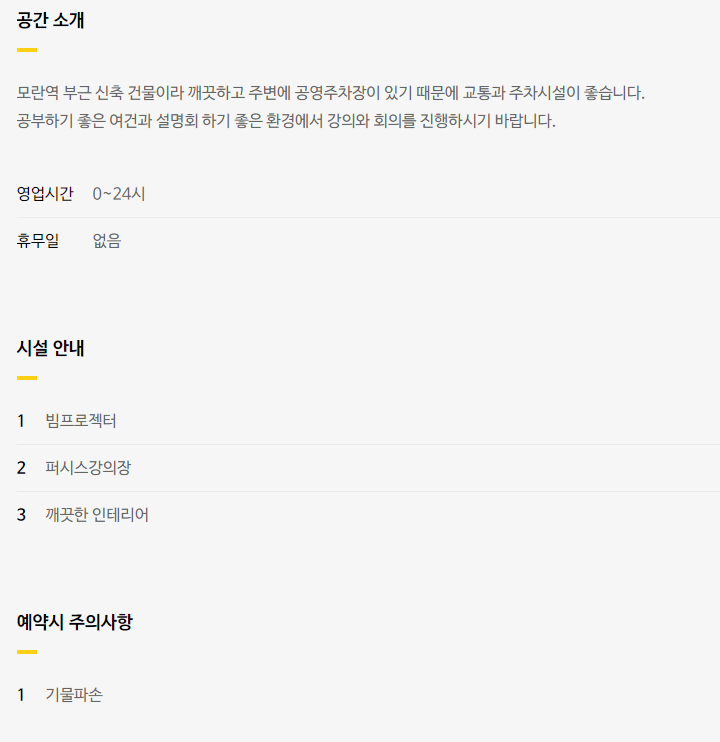 공간 소개
모란역 부근 신축 건물이라 깨끗하고 주변에 공영주차장이 있기 때문에 교통과 주차시설이 좋습니다.
공부하기 좋은 여건과 설명회 하기 좋은 환경에서 강의와 회의를 진행하시기 바랍니다.
영업시간 0~24시
휴무일 없음
시설 안내
1 빔프로젝터
2 퍼시스강의장
3 깨끗한 인테리어
예약시 주의사항
1 기물파손